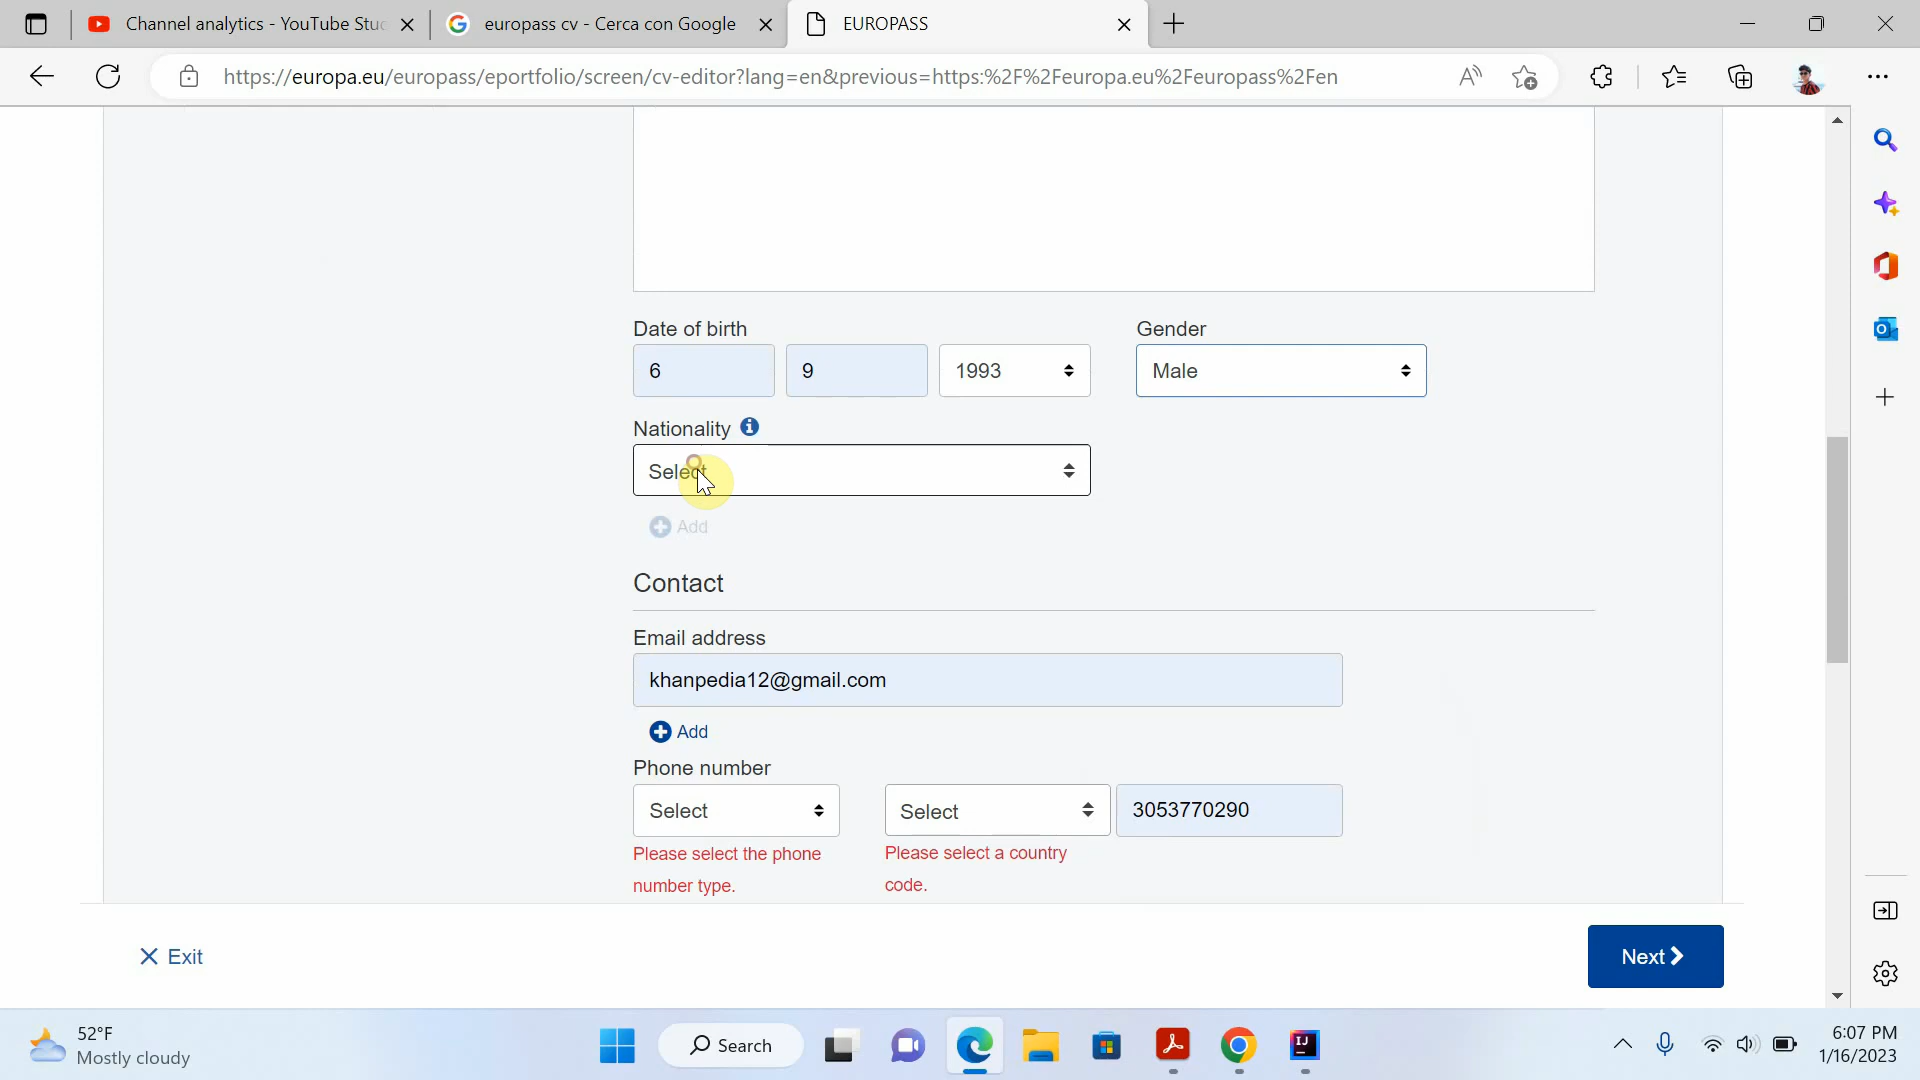 Channel analytics - YouTube Stu
europass cv - Cerca con Google
EUROPASS
https://europa.eu/europass/eportfolio/screen/cv-editor?lang=en&previous=https:%2F%2Feuropa.eu%2Feuropass%2Fen
Date of birth
Gender
6
9
1993
Male
Nationality
Select
Add
Contact
Email address
khanpedia12@gmail.com
Add
Phone number
Select
Select
3053770290
Please select the phone
number type.
Please select a country
code.
Exit
Next
52°F
Mostly cloudy
Search
6:07 PM
1/16/2023